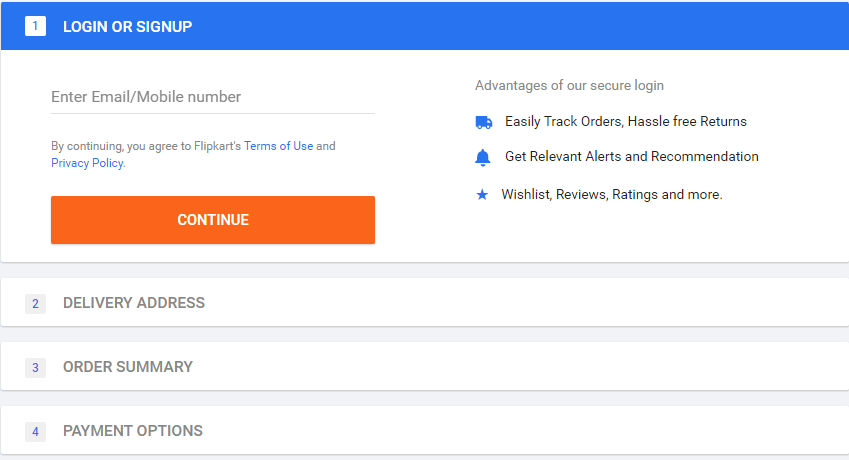 1 LOGIN OR SIGNUP
Enter Email/Mobile number
By continuing, you agree to Flipkart's Terms of Use and
Privacy Policy.
CONTINUE
Advantages of our secure login
Easily Track Orders, Hassle free Returns
Get Relevant Alerts and Recommendation
Wishlist, Reviews, Ratings and more.
2 DELIVERY ADDRESS
3 ORDER SUMMARY
4 PAYMENT OPTIONS